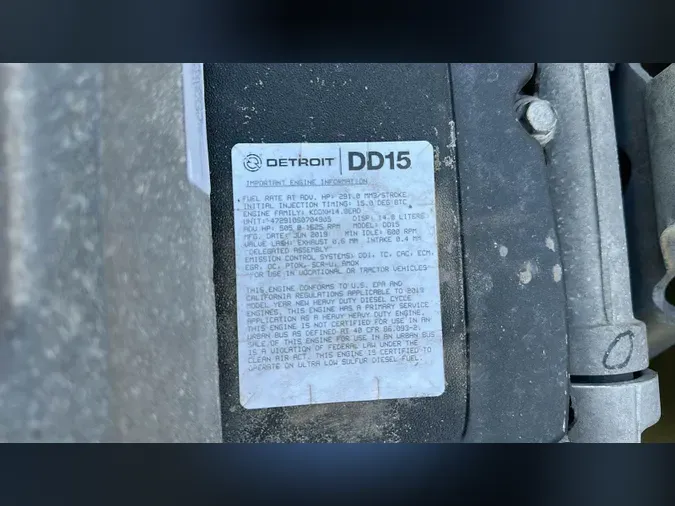 DETROIT DD15
IMPORTANT ENGINE INFORMATION
FUEL RATE AT ADV. HP: 291.0 MM3/STROKE
INITIAL INJECTION TIMING: 15.0 DEG BTC
ENGINE FAMILY: DISP: 14.8 LITERS
UNIT: MODEL: DD15
ADV HP: 505.0 1625 RPM MIN IDLE: 600 RPM
MFG. DATE: JUN 2019
VALVE LASH: EXHAUST 0.6 MM INTAKE 0.4 MM
"DELEGATED ASSEMBLY"
EMISSION CONTROL SYSTEMS: DDI, TC, CAC, ECM,
EGR, OC, PTOX, SCR-U, AMOX
FOR USE IN VOCATIONAL OR TRACTOR VEHICLES
THIS ENGINE CONFORMS TO U.S. EPA AND
CALIFORNIA REGULATIONS APPLICABLE TO 2019
MODEL YEAR NEW HEAVY DUTY DIESEL CYCLE
ENGINES. THIS ENGINE HAS A PRIMARY SERVICE
APPLICATION AS A HEAVY HEAVY DUTY ENGINE.
THIS ENGINE IS NOT CERTIFIED FOR USE IN AN
URBAN BUS AS DEFINED AT 40 CFR 86.093-2.
SALE OF THIS ENGINE FOR USE IN AN URBAN BUS
IS A VIOLATION OF FEDERAL LAW UNDER THE
CLEAN AIR ACT. THIS ENGINE IS CERTIFIED TO
OPERATE ON ULTRA LOW SULFUR DIESEL FUEL.